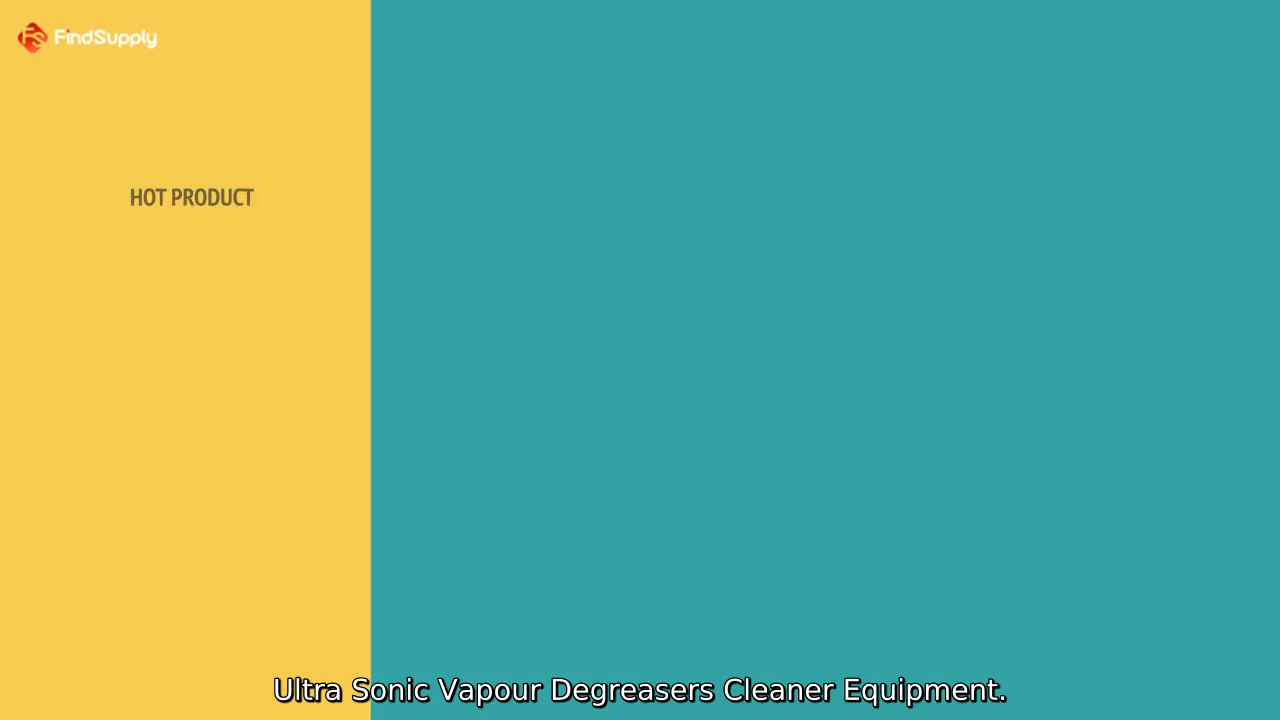 FindSupply
HOT PRODUCT
Ultra Sonic Vapour Degreasers Cleaner Equipment.